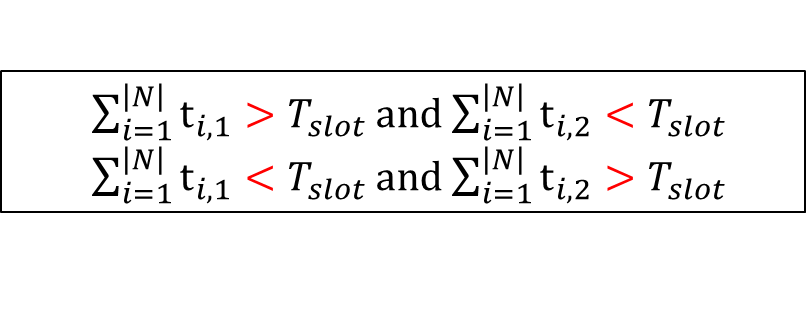 ∑_{i=1}^{|N|} t_{i,1} > T_{slot} and ∑_{i=1}^{|N|} t_{i,2} < T_{slot}
∑_{i=1}^{|N|} t_{i,1} < T_{slot} and ∑_{i=1}^{|N|} t_{i,2} > T_{slot}